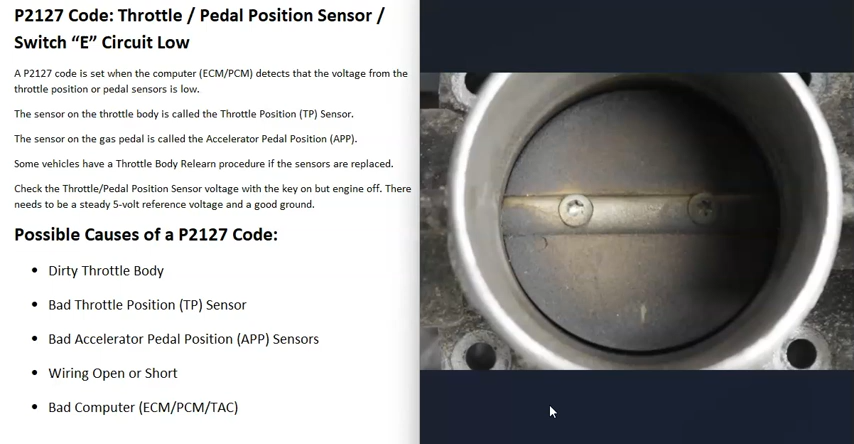 P2127 Code: Throttle / Pedal Position Sensor /
Switch “E” Circuit Low
A P2127 code is set when the computer (ECM/PCM) detects that the voltage from the
throttle position or pedal sensors is low.
The sensor on the throttle body is called the Throttle Position (TP) Sensor.
The sensor on the gas pedal is called the Accelerator Pedal Position (APP).
Some vehicles have a Throttle Body Relearn procedure if the sensors are replaced.
Check the Throttle/Pedal Position Sensor voltage with the key on but engine off. There
needs to be a steady 5-volt reference voltage and a good ground.
Possible Causes of a P2127 Code:
• Dirty Throttle Body
• Bad Throttle Position (TP) Sensor
• Bad Accelerator Pedal Position (APP) Sensors
• Wiring Open or Short
• Bad Computer (ECM/PCM/TAC)